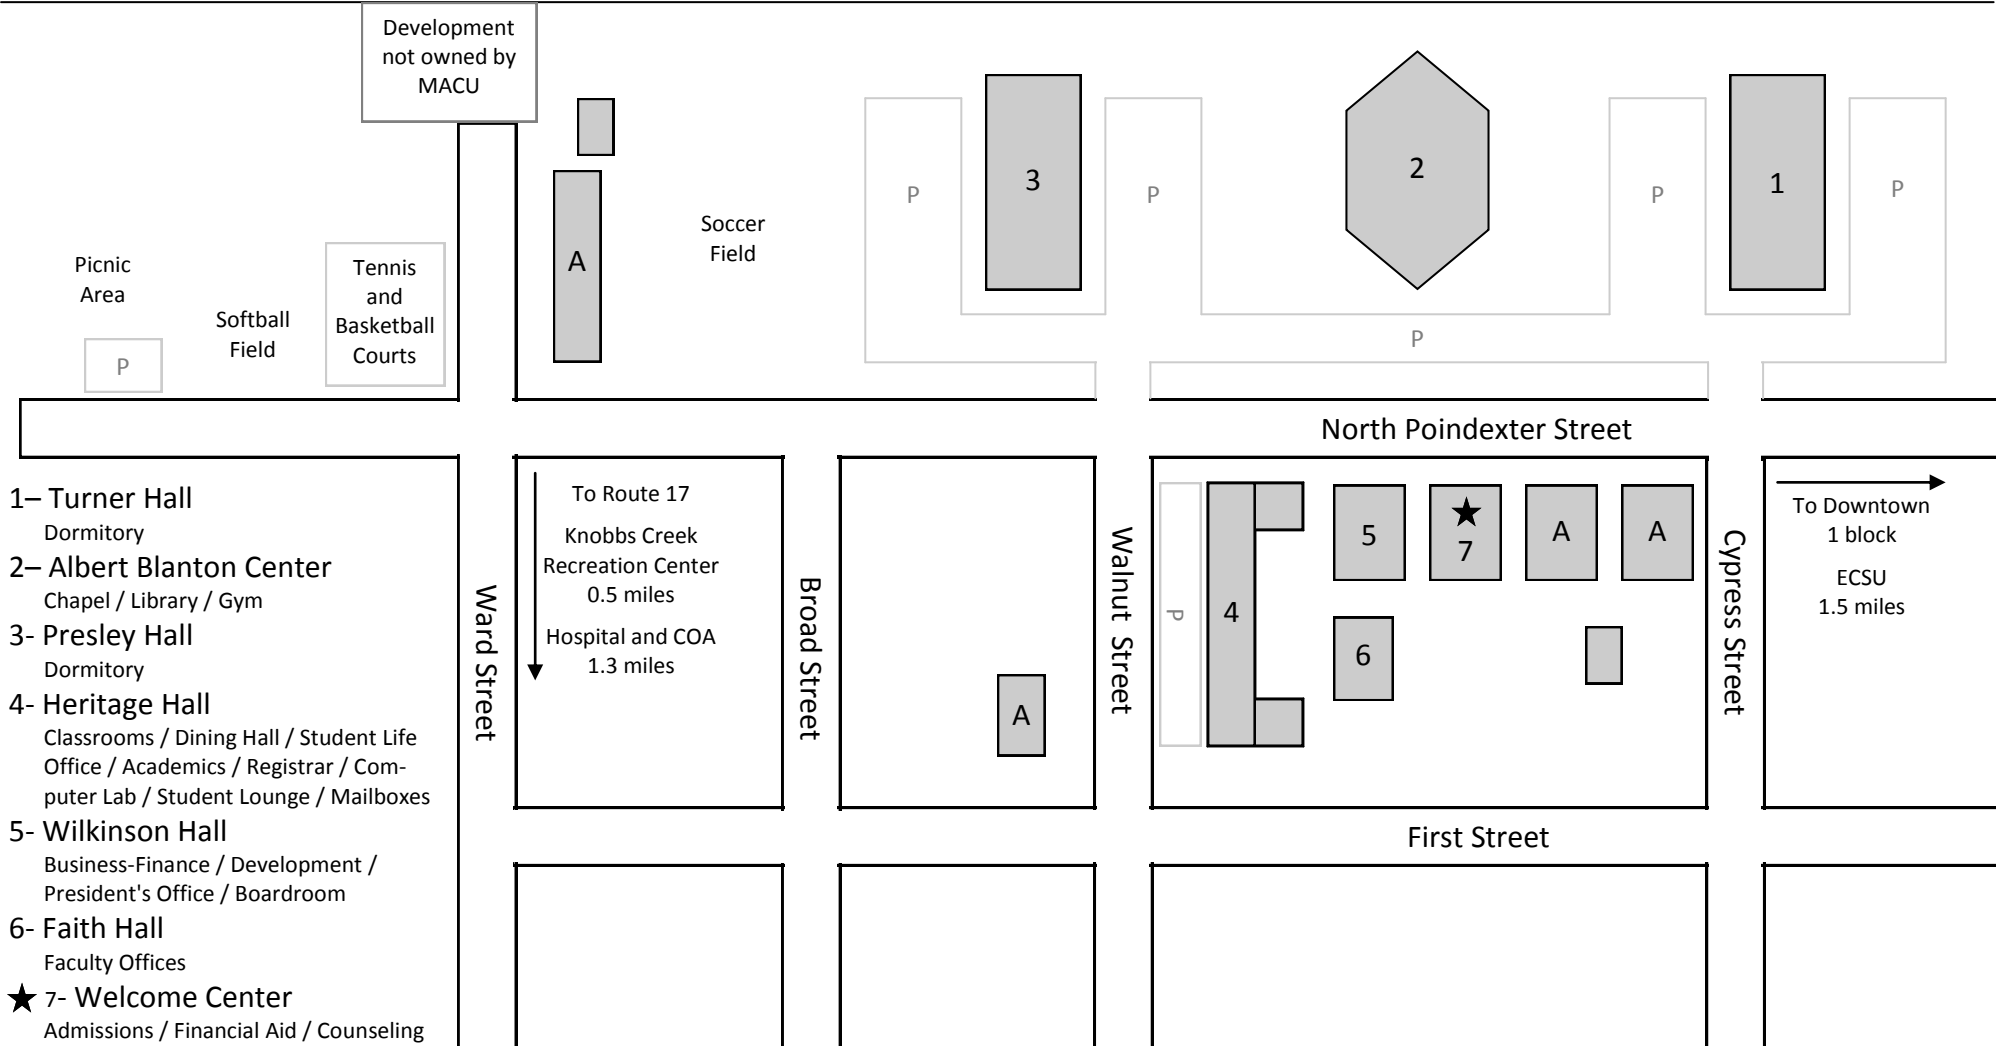 Development
not owned by
MACU
3
2
1
P
P
P
P
Soccer
Field
A
Picnic
Area
Tennis
and
Basketball
Courts
Softball
Field
P
P
North Poindexter Street
1– Turner Hall
Dormitory
2– Albert Blanton Center
Chapel / Library / Gym
3- Presley Hall
Dormitory
4- Heritage Hall
Classrooms / Dining Hall / Student Life
Office / Academics / Registrar / Com-
puter Lab / Student Lounge / Mailboxes
5- Wilkinson Hall
Business-Finance / Development /
President's Office / Boardroom
6- Faith Hall
Faculty Offices
★ 7- Welcome Center
Admissions / Financial Aid / Counseling
Ward Street
To Route 17
Knobbs Creek
Recreation Center
0.5 miles
Hospital and COA
1.3 miles
Broad Street
A
Walnut Street
P
4
5
★
7
A
A
6
Cypress Street
To Downtown
1 block
ECSU
1.5 miles
First Street